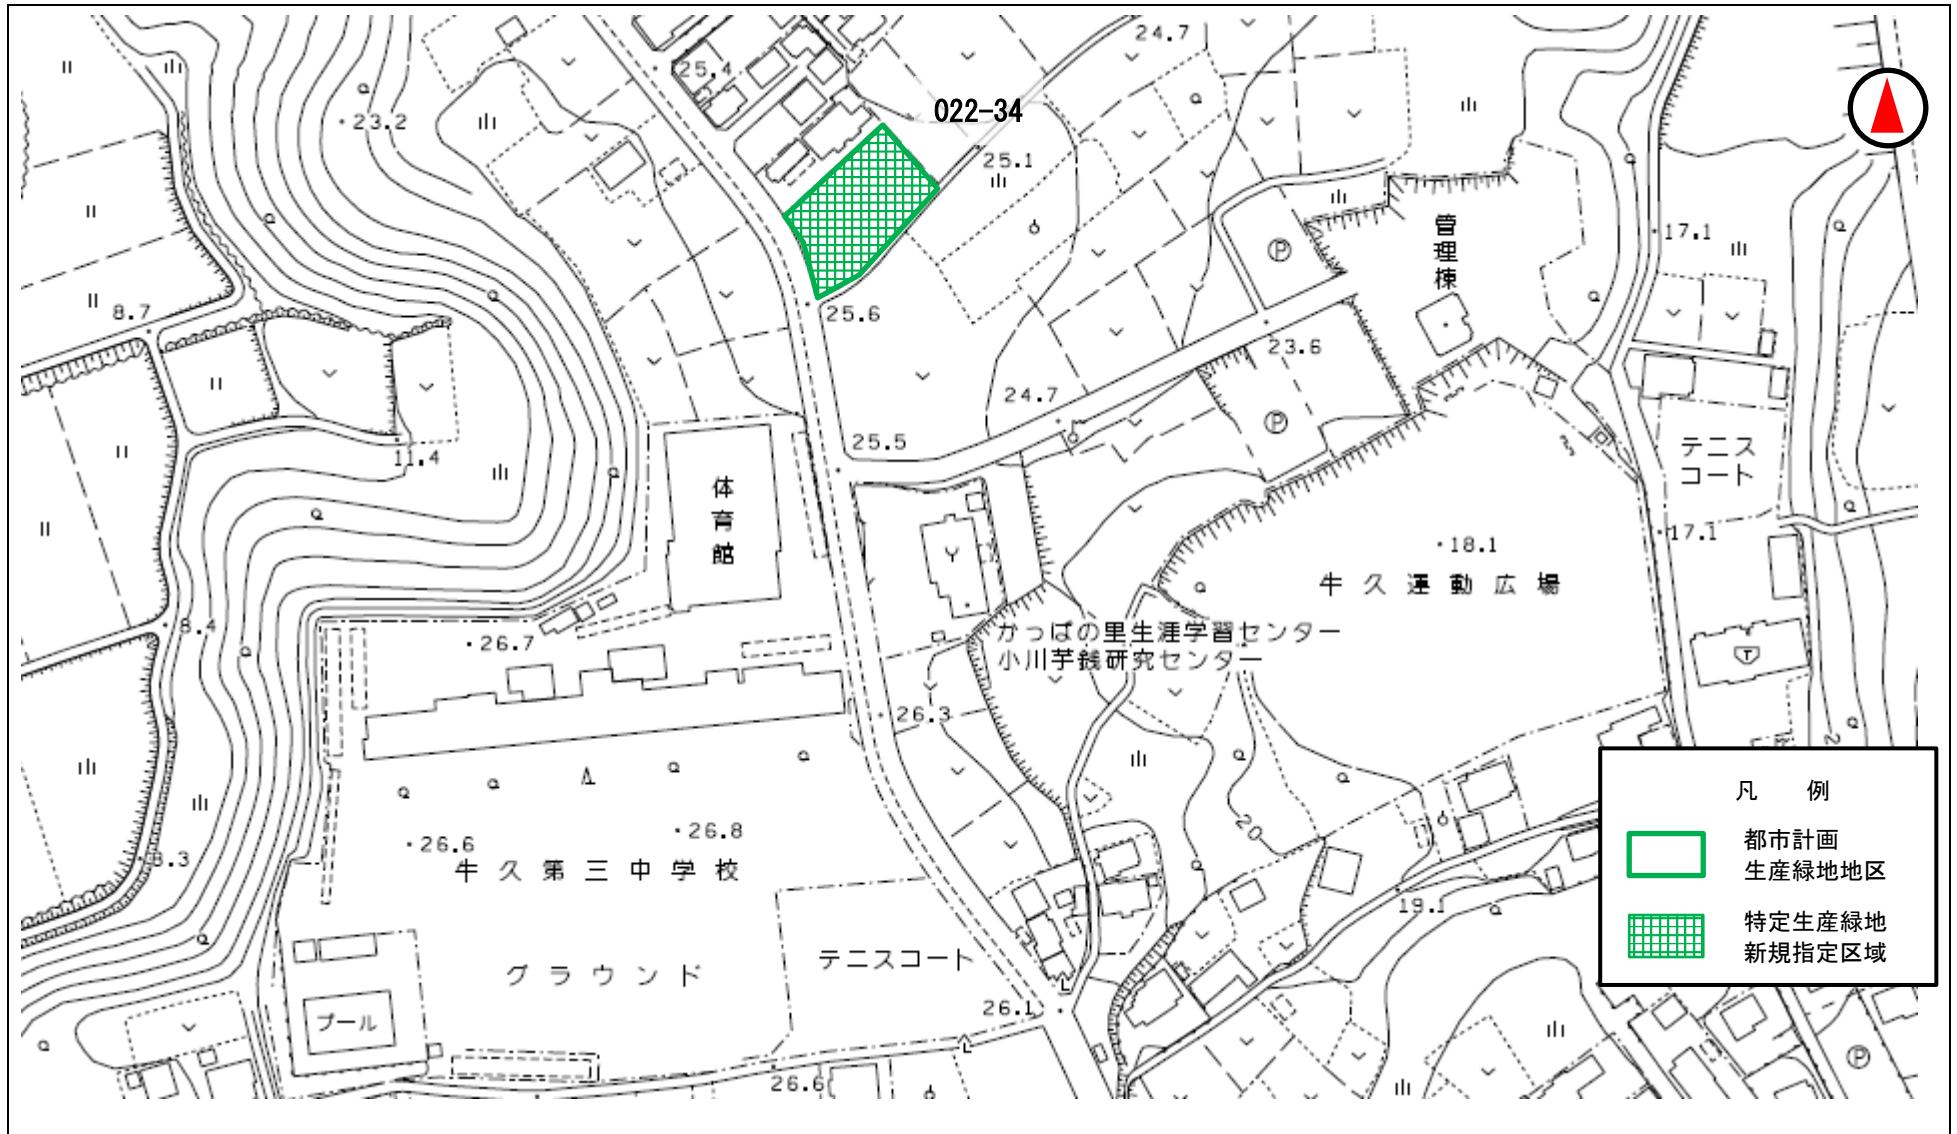 24.7
25.4
022-34
23.2
25.1
管理棟
17.1
P
8.7
25.6
23.6
24.7
25.5
11.4
P
テニス
コート
体育館
18.1
17.1
牛久運動広場
8.4
26.7
かっぱの里生涯学習センター
小川芋銭研究センター
26.3
凡　例
都市計画
生産緑地地区
特定生産緑地
新規指定区域
20
26.8
26.6
8.3
牛久第三中学校
19.1
テニスコート
グラウンド
26.1
プール
P
26.6